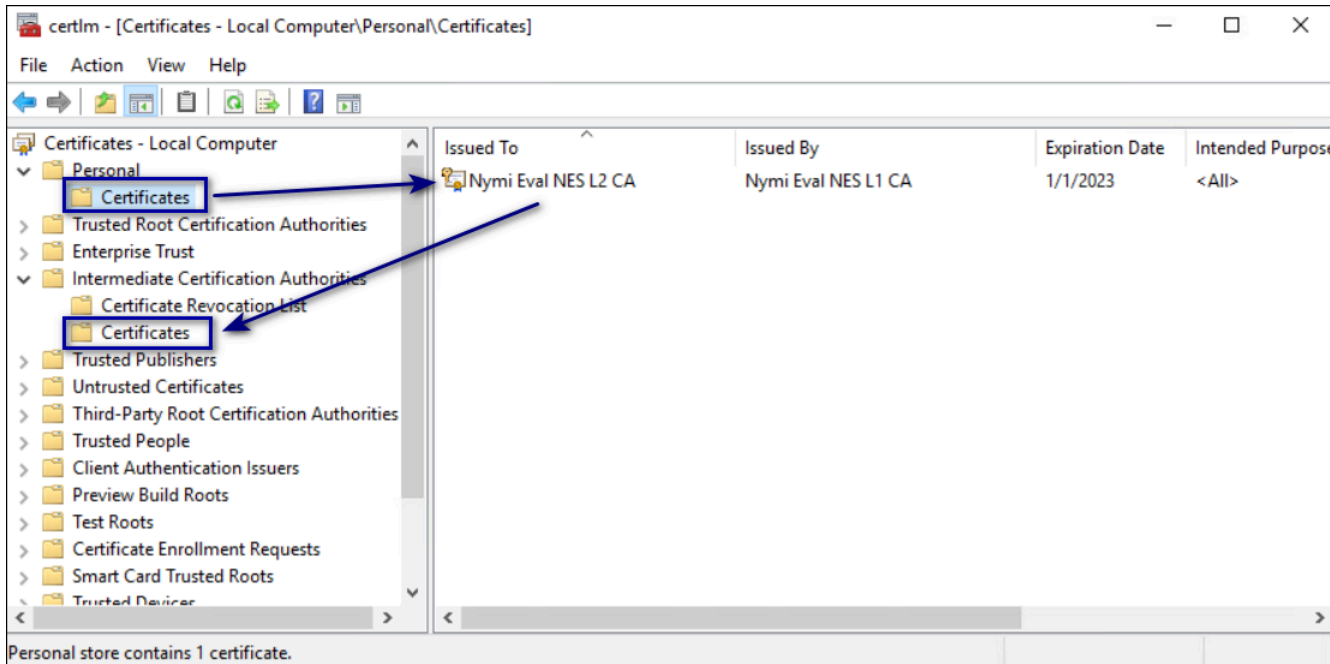 certlm - [Certificates - Local Computer\Personal\Certificates]
File Action View Help
Certificates - Local Computer
Personal
Certificates
Trusted Root Certification Authorities
Enterprise Trust
Intermediate Certification Authorities
Certificate Revocation List
Certificates
Trusted Publishers
Untrusted Certificates
Third-Party Root Certification Authorities
Trusted People
Client Authentication Issuers
Preview Build Roots
Test Roots
Certificate Enrollment Requests
Smart Card Trusted Roots
Trusted Devices
Issued To Issued By Expiration Date Intended Purpose
Nymi Eval NES L2 CA Nymi Eval NES L1 CA 1/1/2023 <All>
Personal store contains 1 certificate.